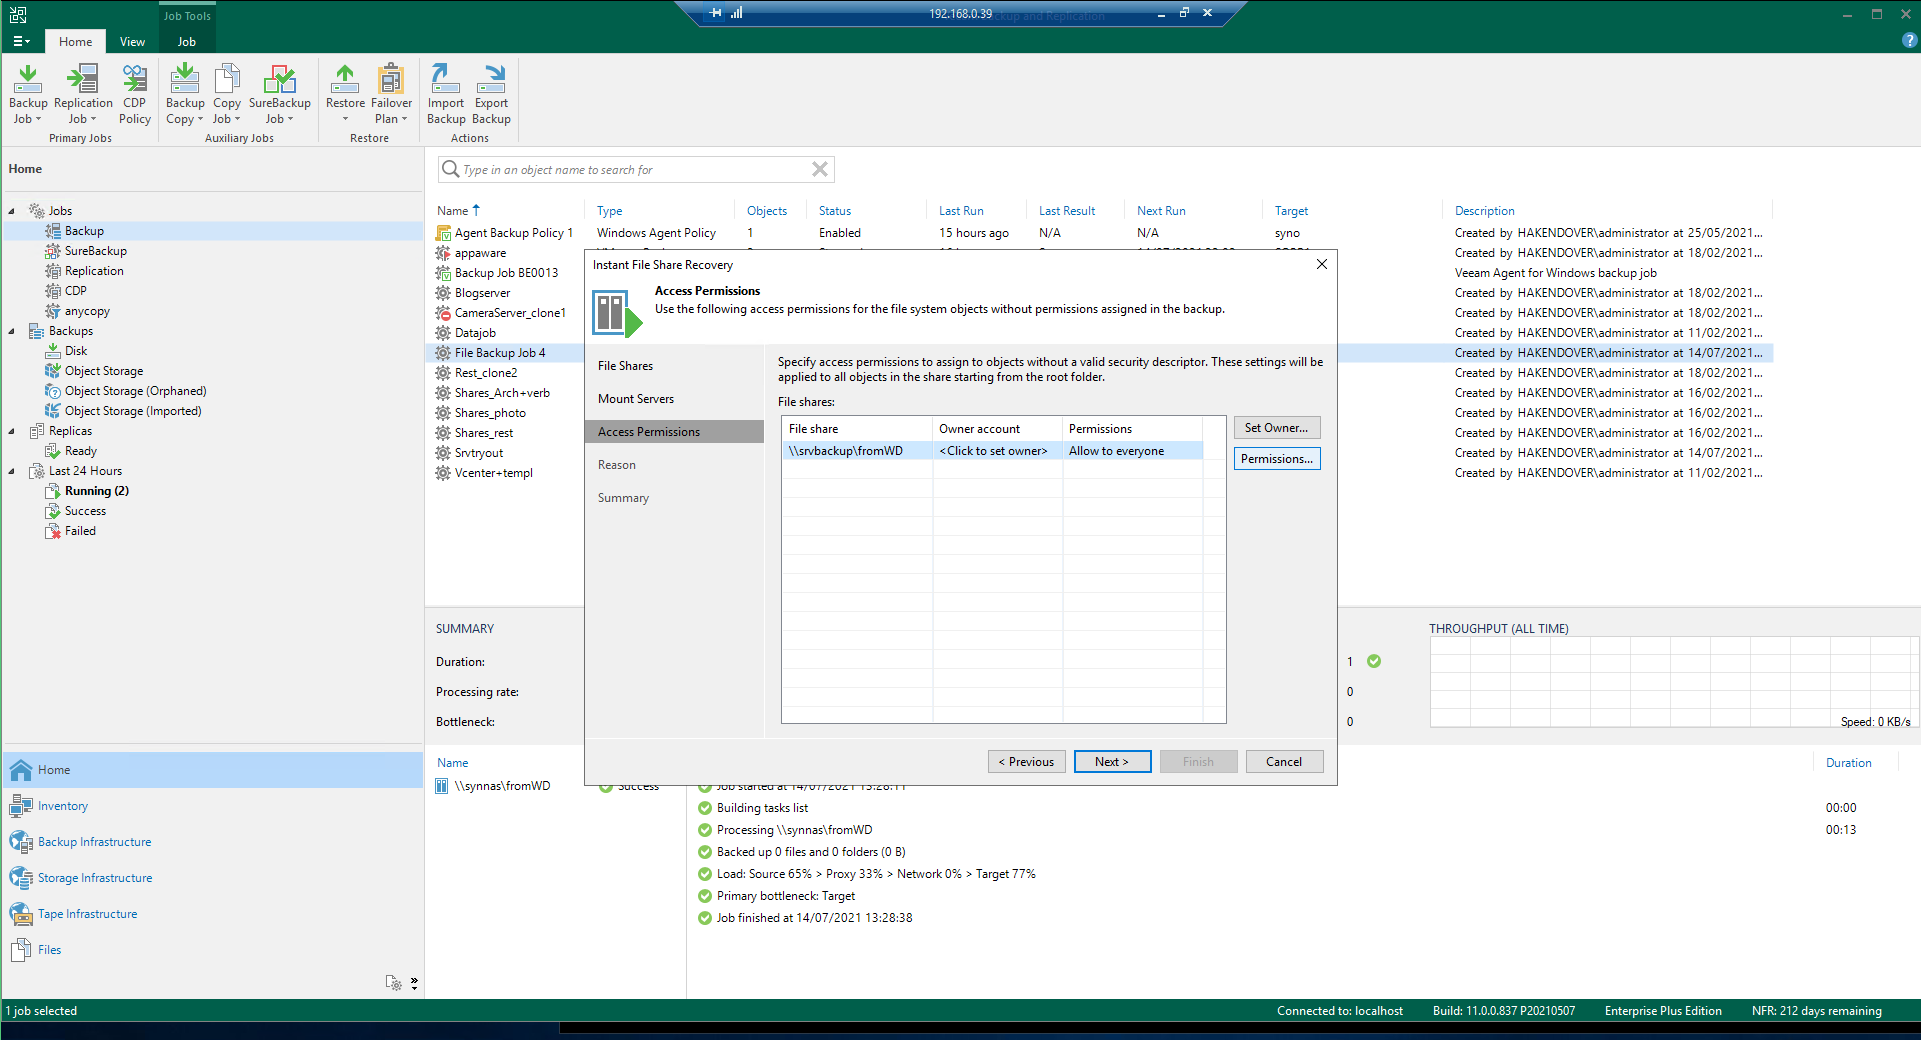 Job Tools
192.168.0.39
ckup and Replication
Home View Job
Backup Job
Replication Job
CDP Policy
Backup Copy
Copy Job
SureBackup Job
Restore
Failover Plan
Import Backup
Export Backup
Primary Jobs
Auxiliary Jobs
Restore
Actions
Home
Jobs
Backup
SureBackup
Replication
CDP
anycopy
Backups
Disk
Object Storage
Object Storage (Orphaned)
Object Storage (Imported)
Replicas
Ready
Last 24 Hours
Running (2)
Success
Failed
Home
Inventory
Backup Infrastructure
Storage Infrastructure
Tape Infrastructure
Files
Type in an object name to search for
Name Type Objects Status Last Run Last Result Next Run Target Description
Agent Backup Policy 1 Windows Agent Policy 1 Enabled 15 hours ago N/A N/A syno Created by HAKENDOVER\administrator at 25/05/2021...
appaware Created by HAKENDOVER\administrator at 18/02/2021...
Backup Job BE0013 Veeam Agent for Windows backup job
Blogserver Created by HAKENDOVER\administrator at 18/02/2021...
CameraServer_clone1 Created by HAKENDOVER\administrator at 18/02/2021...
Datajob Created by HAKENDOVER\administrator at 11/02/2021...
File Backup Job 4 Created by HAKENDOVER\administrator at 14/07/2021...
Rest_clone2 Created by HAKENDOVER\administrator at 18/02/2021...
Shares_Arch+verb Created by HAKENDOVER\administrator at 16/02/2021...
Shares_photo Created by HAKENDOVER\administrator at 16/02/2021...
Shares_rest Created by HAKENDOVER\administrator at 16/02/2021...
Srvtryout Created by HAKENDOVER\administrator at 14/07/2021...
Vcenter+templ Created by HAKENDOVER\administrator at 11/02/2021...
Instant File Share Recovery
Access Permissions
Use the following access permissions for the file system objects without permissions assigned in the backup.
File Shares
Mount Servers
Access Permissions
Reason
Summary
Specify access permissions to assign to objects without a valid security descriptor. These settings will be
applied to all objects in the share starting from the root folder.
File shares:
File share Owner account Permissions
\\srvbackup\fromWD <Click to set owner> Allow to everyone
Set Owner...
Permissions...
< Previous Next > Finish Cancel
SUMMARY
Duration:
Processing rate:
Bottleneck:
1
0
0
THROUGHPUT (ALL TIME)
Speed: 0 KB/s
Name Duration
\\synnas\fromWD Success
Job started at 14/07/2021 13:28:11
Building tasks list 00:00
Processing \\synnas\fromWD 00:13
Backed up 0 files and 0 folders (0 B)
Load: Source 65% > Proxy 33% > Network 0% > Target 77%
Primary bottleneck: Target
Job finished at 14/07/2021 13:28:38
1 job selected
Connected to: localhost Build: 11.0.0.837 P20210507 Enterprise Plus Edition NFR: 212 days remaining